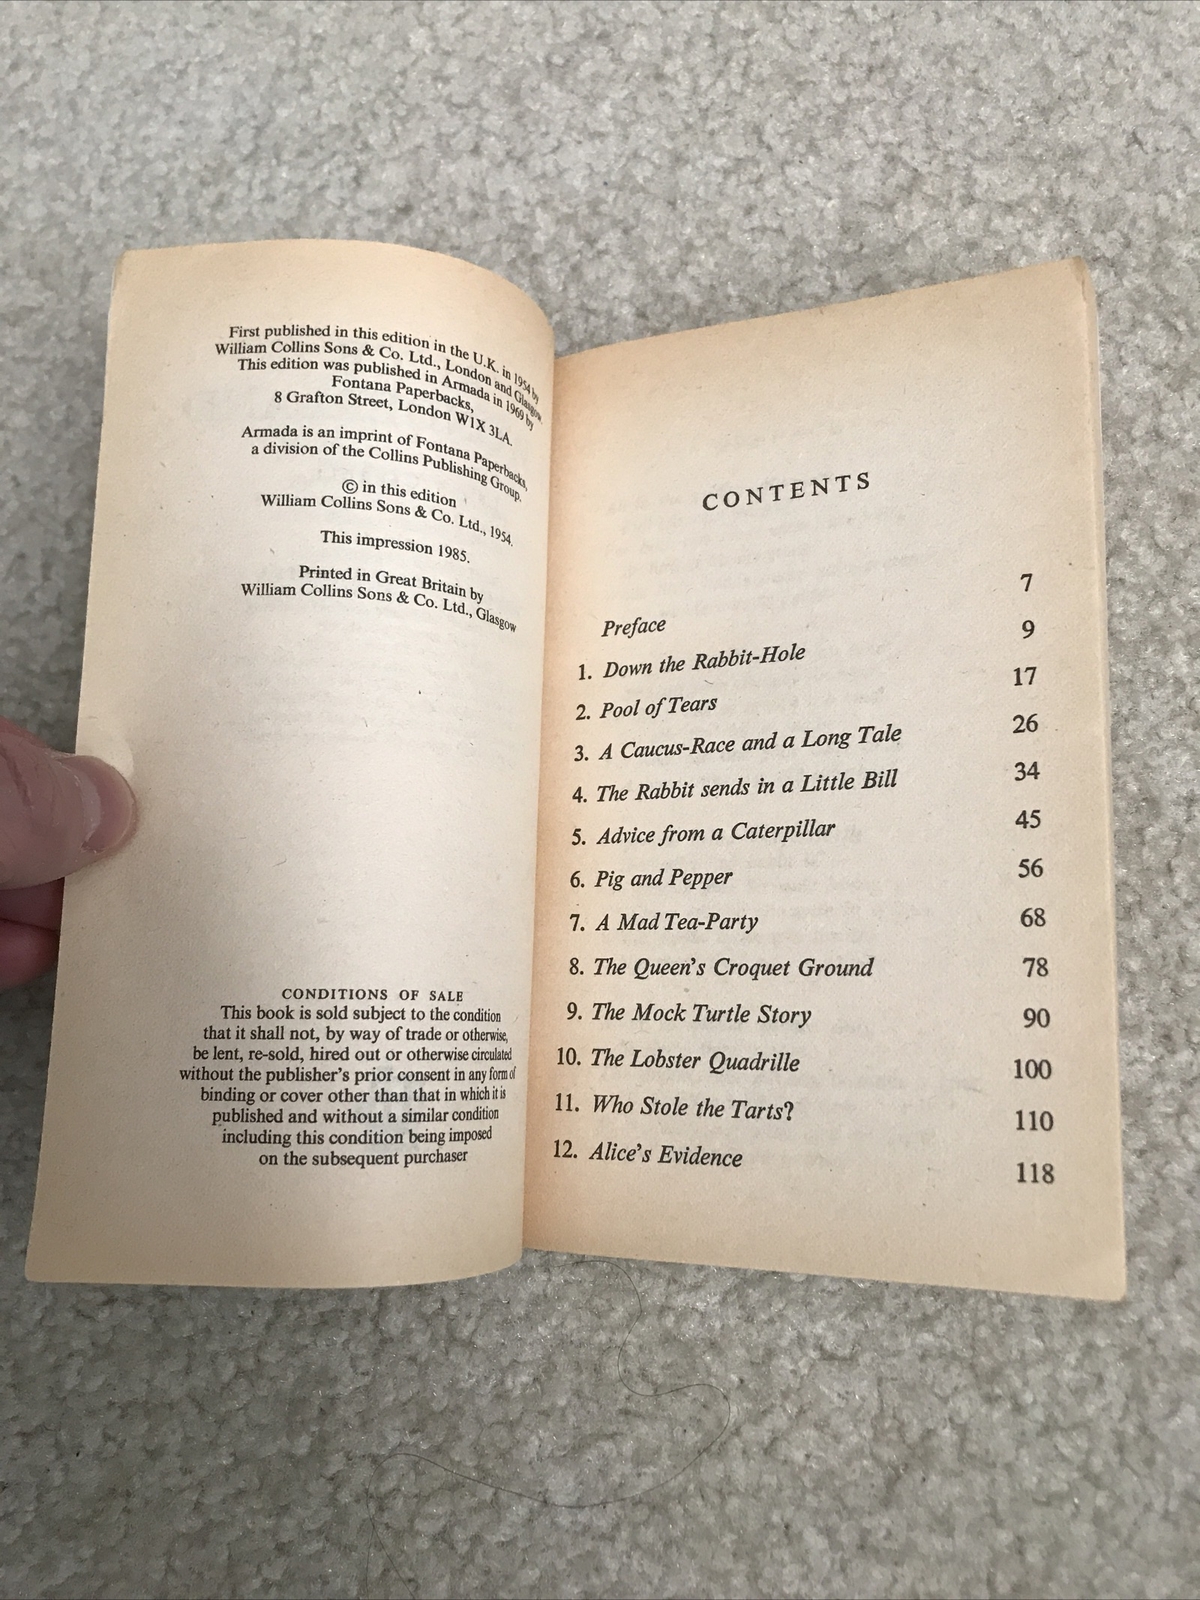 First published in this edition in the U.K. in 1954 by
William Collins Sons & Co. Ltd., London and Glasgow.
This edition was published in Armada in 1969 by
Fontana Paperbacks,
8 Grafton Street, London W1X 3LA.
Armada is an imprint of Fontana Paperbacks,
a division of the Collins Publishing Group.
© in this edition
William Collins Sons & Co. Ltd., 1954.
This impression 1985.
Printed in Great Britain by
William Collins Sons & Co. Ltd., Glasgow
CONDITIONS OF SALE
This book is sold subject to the condition
that it shall not, by way of trade or otherwise,
be lent, re-sold, hired out or otherwise circulated
without the publisher's prior consent in any form of
binding or cover other than that in which it is
published and without a similar condition
including this condition being imposed
on the subsequent purchaser
CONTENTS
Preface 7
1. Down the Rabbit-Hole 9
2. Pool of Tears 17
3. A Caucus-Race and a Long Tale 26
4. The Rabbit sends in a Little Bill 34
5. Advice from a Caterpillar 45
6. Pig and Pepper 56
7. A Mad Tea-Party 68
8. The Queen's Croquet Ground 78
9. The Mock Turtle Story 90
10. The Lobster Quadrille 100
11. Who Stole the Tarts? 110
12. Alice's Evidence 118